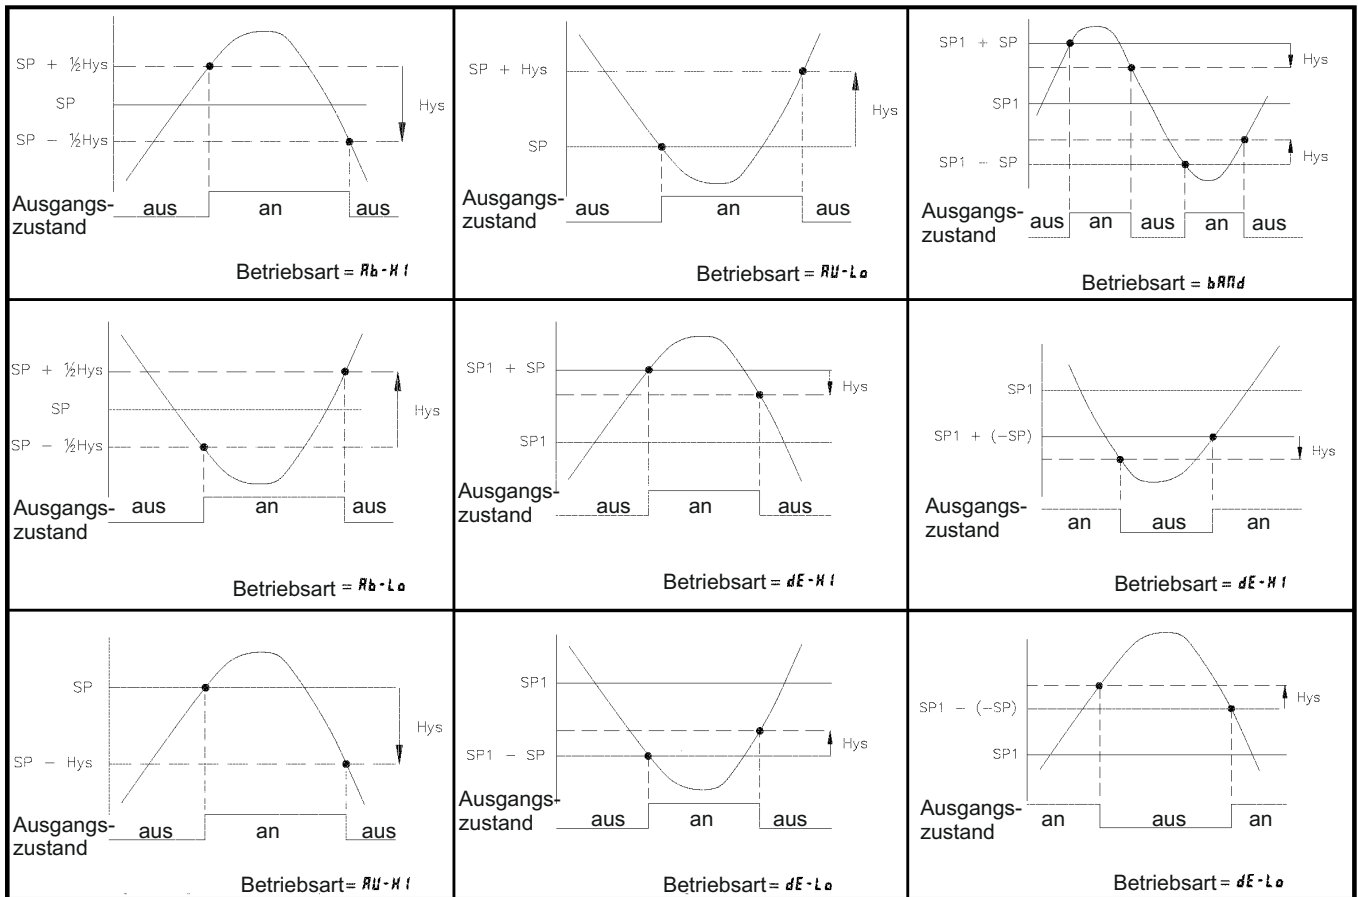 SP + ½Hys
SP
SP - ½Hys
Hys
Ausgangs-
zustand
aus an aus
Betriebsart = Ab-HI
SP + Hys
SP
Hys
Ausgangs-
zustand
aus an aus
Betriebsart = AU-Lo
SP1 + SP
SP1
SP1 - SP
Hys
Hys
Ausgangs-
zustand
aus an aus an aus
Betriebsart = bAnd
SP + ½Hys
SP
SP - ½Hys
Hys
Ausgangs-
zustand
aus an aus
Betriebsart = Ab-Lo
SP1 + SP
SP1
Hys
Ausgangs-
zustand
aus an aus
Betriebsart = dE-HI
SP1
SP1 + (-SP)
Hys
Ausgangs-
zustand
an aus an
Betriebsart = dE-HI
SP
SP - Hys
Hys
Ausgangs-
zustand
aus an aus
Betriebsart = AU-HI
SP1
SP1 - SP
Hys
Ausgangs-
zustand
aus an aus
Betriebsart = dE-Lo
SP1 - (-SP)
SP1
Hys
Ausgangs-
zustand
an aus an
Betriebsart = dE-Lo